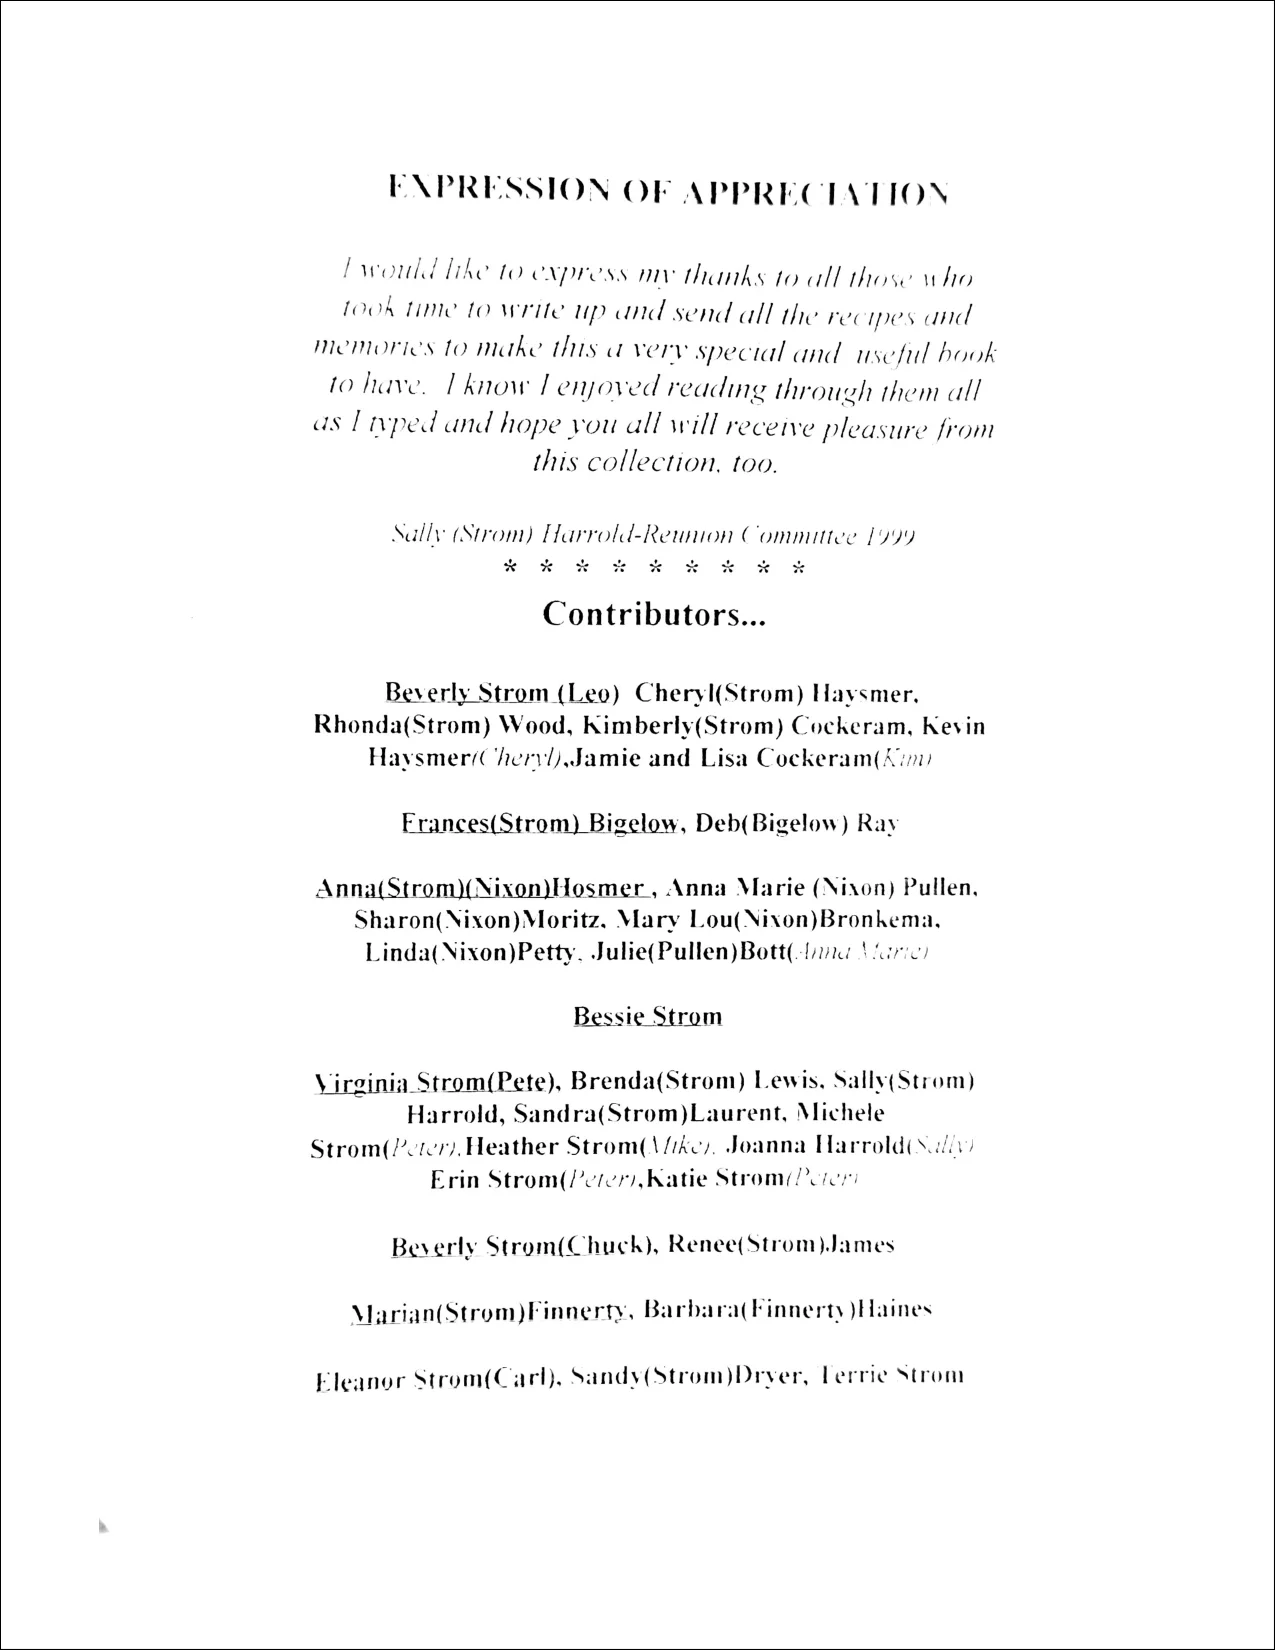 EXPRESSION OF APPRECIATION
I would like to express my thanks to all those who
took time to write up and send all the recipes and
memories to make this a very special and useful book
to have. I know I enjoyed reading through them all
as I typed and hope you all will receive pleasure from
this collection, too.
Sally (Strom) Harrold-Reunion Committee 1999
* * * * * * * * *
Contributors...
Beverly Strom (Leo) Cheryl(Strom) Haysmer,
Rhonda(Strom) Wood, Kimberly(Strom) Cockeram, Kevin
Haysmer(Cheryl),Jamie and Lisa Cockeram(Kim)
Frances(Strom) Bigelow, Deb(Bigelow) Ray
Anna(Strom)(Nixon)Hosmer , Anna Marie (Nixon) Pullen,
Sharon(Nixon)Moritz, Mary Lou(Nixon)Bronkema,
Linda(Nixon)Petty, Julie(Pullen)Bott(Anna Marie)
Bessie Strom
Virginia Strom(Pete), Brenda(Strom) Lewis, Sally(Strom)
Harrold, Sandra(Strom)Laurent, Michele
Strom(Peter),Heather Strom(Mike), Joanna Harrold(Sally)
Erin Strom(Peter),Katie Strom(Peter)
Beverly Strom(Chuck), Renee(Strom)James
Marian(Strom)Finnerty, Barbara(Finnerty)Haines
Eleanor Strom(Carl), Sandy(Strom)Dryer, Terrie Strom